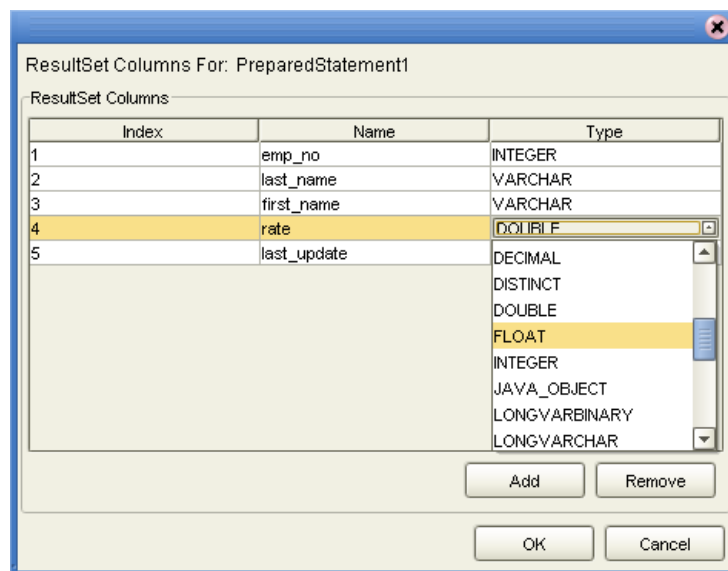 ResultSet Columns For: PreparedStatement1
ResultSet Columns
Index Name Type
1 emp_no INTEGER
2 last_name VARCHAR
3 first_name VARCHAR
4 rate DOUBLE
5 last_update
DECIMAL
DISTINCT
DOUBLE
FLOAT
INTEGER
JAVA_OBJECT
LONGVARBINARY
LONGVARCHAR
Add Remove
OK Cancel